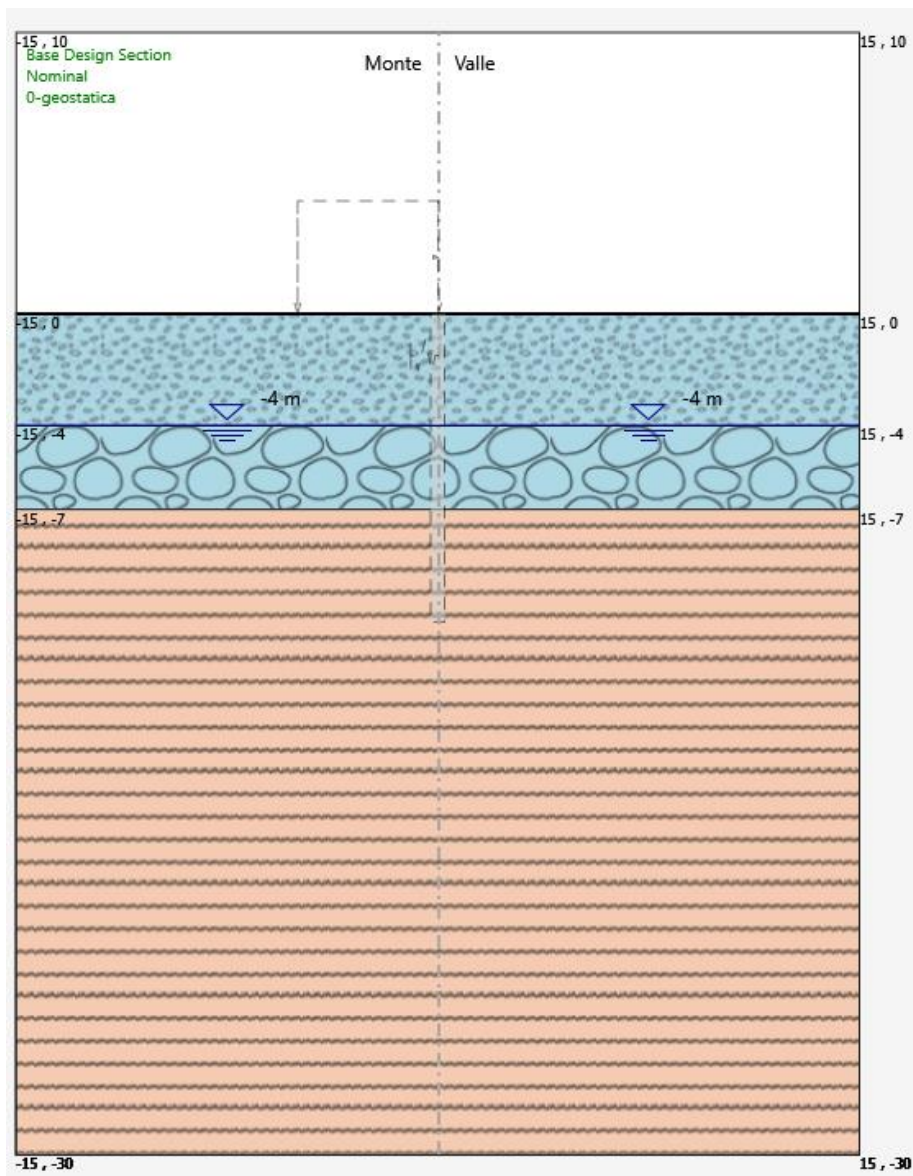 -15 , 10
15 , 10
Base Design Section
Nominal
0-geostatica
Monte
Valle
-15 , 0
15 , 0
-4 m
-4 m
-15 , -4
15 , -4
-15 , -7
15 , -7
-15 , -30
15 , -30